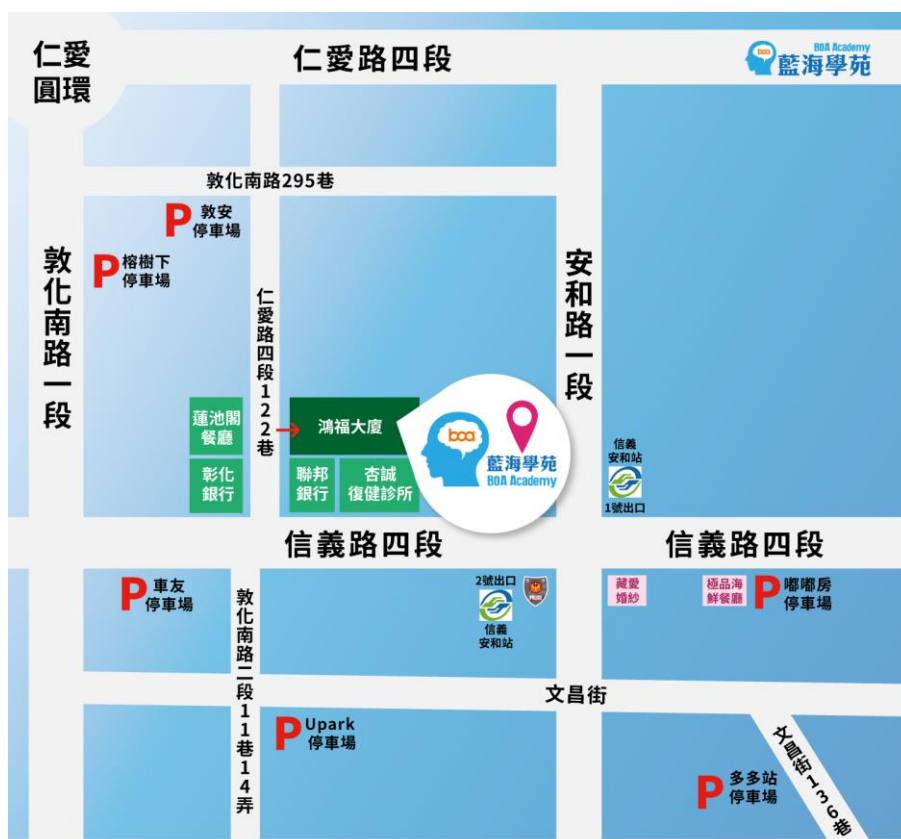 仁愛
圓環
仁愛路四段
boa
BOA Academy
藍海學苑
敦化南路295巷
P
敦安
停車場
P
榕樹下
停車場
敦化南路一段
仁愛路四段122巷
安和路一段
蓮池閣
餐廳
鴻福大廈
boa
藍海學苑
BOA Academy
彰化
銀行
聯邦
銀行
杏誠
復健診所
信義
安和站
1號出口
信義路四段
信義路四段
P
車友
停車場
敦化南路二段11巷14弄
2號出口
信義
安和站
藏愛
婚紗
極品海
鮮餐廳
P
嘟嘟房
停車場
文昌街
P
Upark
停車場
文昌街136巷
P
多多站
停車場